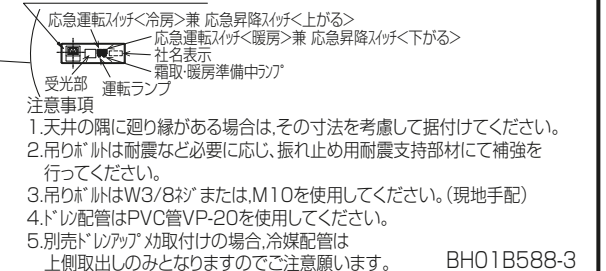 応急運転ｽｲｯﾁ<冷房>兼 応急昇降ｽｲｯﾁ<上がる>
応急運転ｽｲｯﾁ<暖房>兼 応急昇降ｽｲｯﾁ<下がる>
社名表示
霜取・暖房準備中ﾗﾝﾌﾟ
受光部
運転ランプ
注意事項
1.天井の隅に廻り縁がある場合は,その寸法を考慮して据付けてください。
2.吊りﾎﾞﾙﾄは耐震など必要に応じ、振れ止め用耐震支持部材にて補強を
行ってください。
3.吊りﾎﾞﾙﾄはW3/8ﾈｼﾞまたは,M10を使用してください。(現地手配)
4.ﾄﾞﾚﾝ配管はPVC管VP-20を使用してください。
5.別売ﾄﾞﾚﾝｱｯﾌﾟﾒｶ取付けの場合,冷媒配管は
上側取出しのみとなりますのでご注意願います。
BH01B588-3